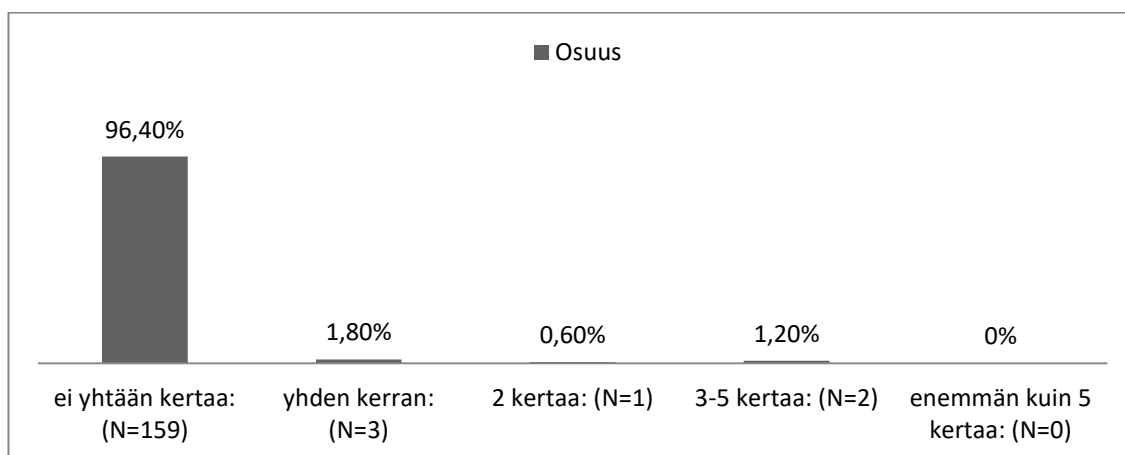 Osuus
96,40%
1,80%
0,60%
1,20%
0%
ei yhtään kertaa:
(N=159)
yhden kerran:
(N=3)
2 kertaa: (N=1)
3-5 kertaa: (N=2)
enemmän kuin 5
kertaa: (N=0)